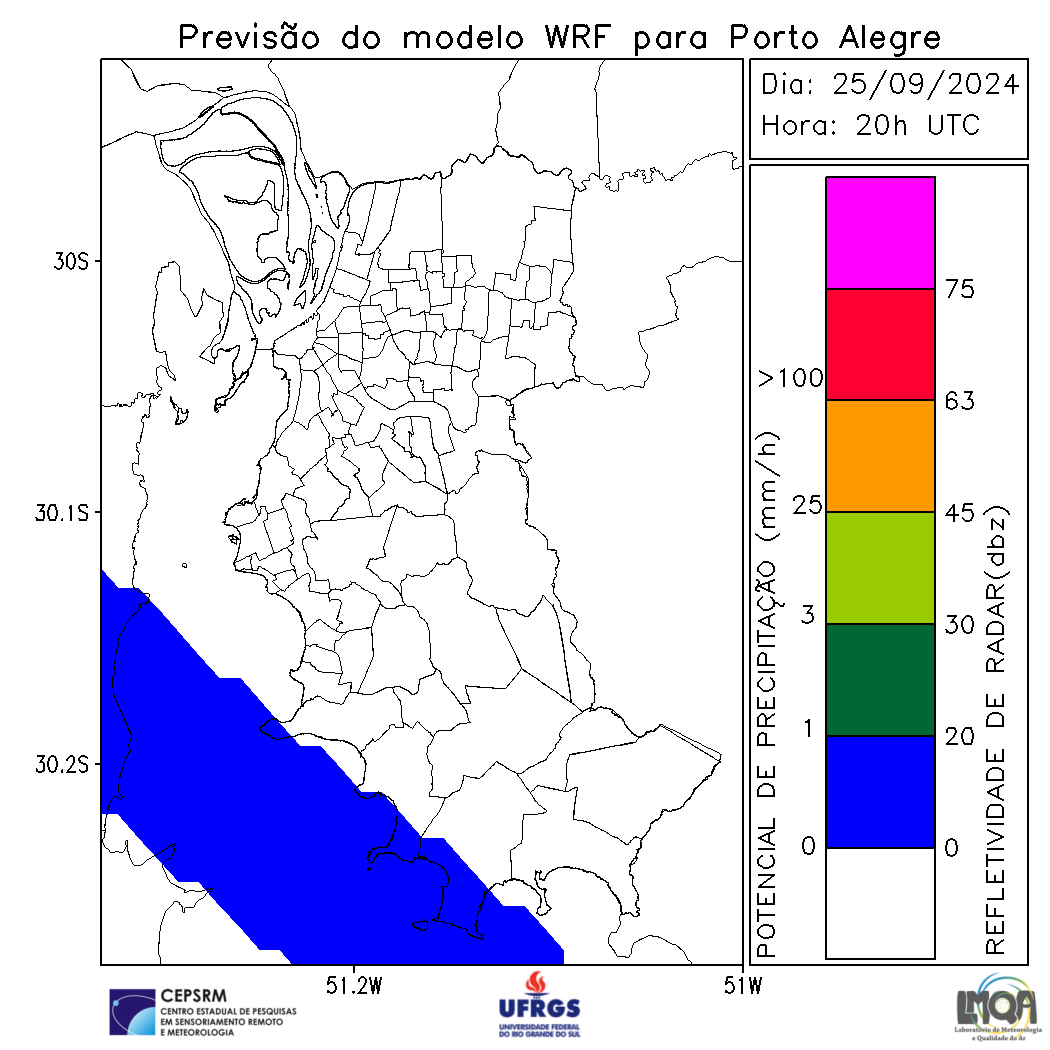 Previsão do modelo WRF para Porto Alegre
Dia: 25/09/2024
Hora: 20h UTC
30S
30.1S
30.2S
51.2W
51W
POTENCIAL DE PRECIPITAÇÃO (mm/h)
>100
25
3
1
0
75
63
45
30
20
0
REFLETIVIDADE DE RADAR(dbz)
CEPSRM
CENTRO ESTADUAL DE PESQUISAS
EM SENSORIAMENTO REMOTO
E METEOROLOGIA
UFRGS
UNIVERSIDADE FEDERAL
DO RIO GRANDE DO SUL
LMQA
Laboratório de Meteorologia
e Qualidade do Ar